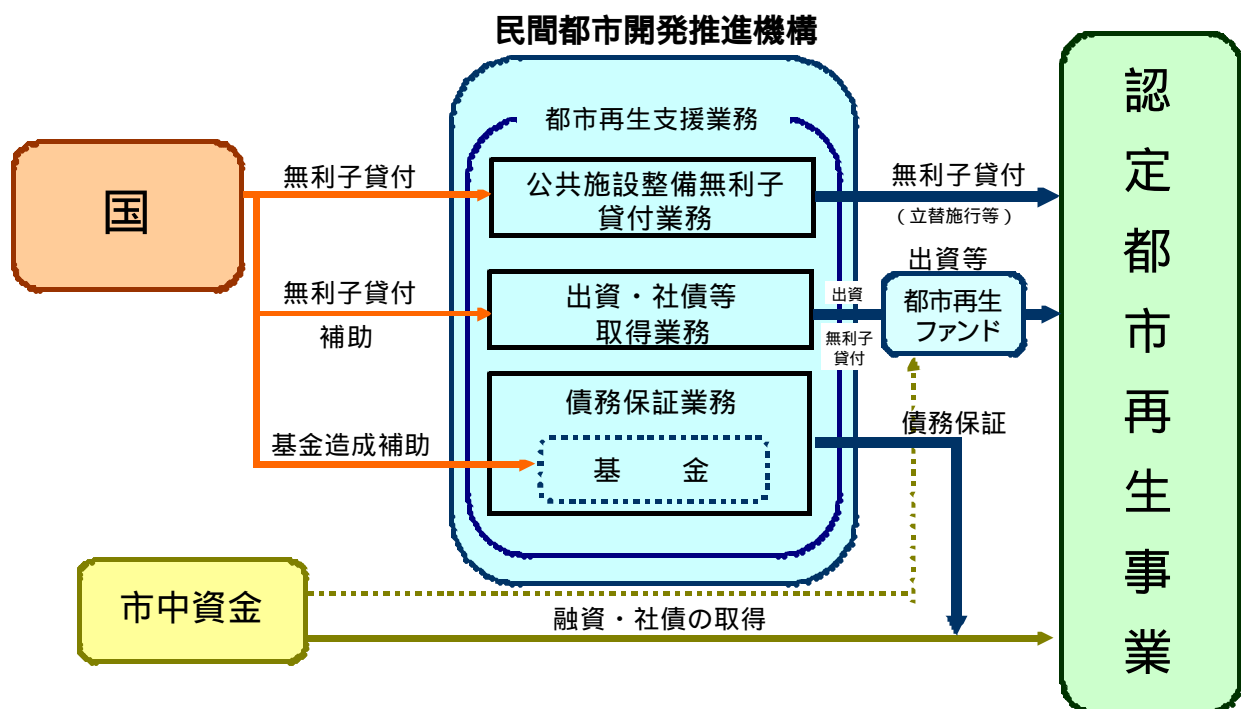 民間都市開発推進機構
都市再生支援業務
国
無利子貸付
公共施設整備無利子
貸付業務
無利子貸付
(立替施行等)
無利子貸付
補助
出資・社債等
取得業務
出資
無利子
貸付
出資等
都市再生
ファンド
基金造成補助
債務保証業務
基 金
債務保証
市中資金
融資・社債の取得
認定都市再生事業